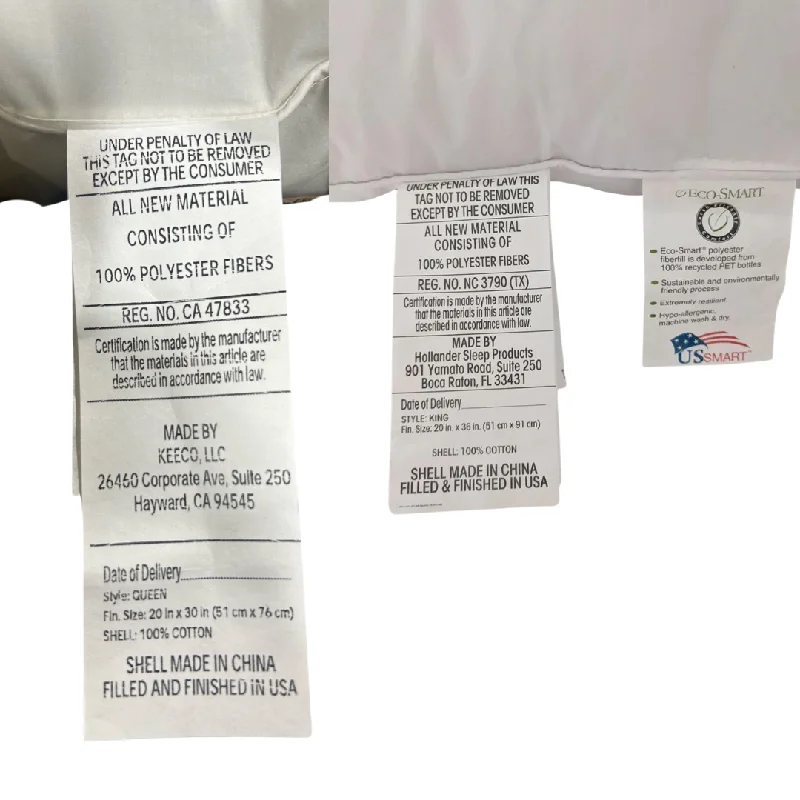 UNDER PENALTY OF LAW
THIS TAG NOT TO BE REMOVED
EXCEPT BY THE CONSUMER
ALL NEW MATERIAL
CONSISTING OF
100% POLYESTER FIBERS
REG. NO. CA 47833
Certification is made by the manufacturer
that the materials in this article are
described in accordance with law.
MADE BY
KEECO, LLC
26460 Corporate Ave, Suite 250
Hayward, CA 94545
Date of Delivery
Style: QUEEN
Fin. Size: 20 in x 30 in (51 cm x 76 cm)
SHELL: 100% COTTON
SHELL MADE IN CHINA
FILLED AND FINISHED IN USA
UNDER PENALTY OF LAW THIS
TAG NOT TO BE REMOVED
EXCEPT BY THE CONSUMER
ALL NEW MATERIAL
CONSISTING OF
100% POLYESTER FIBERS
REG. NO. NC 3790 (TX)
Certification is made by the manufacturer
that the materials in this article are
described in accordance with law.
MADE BY
Hollander Sleep Products
901 Yamato Road, Suite 250
Boca Raton, FL 33431
Date of Delivery
STYLE: KING
Fin. Size: 20 in. x 36 in. (51 cm x 91 cm)
SHELL: 100% COTTON
SHELL MADE IN CHINA
FILLED & FINISHED IN USA
ECO-SMART
Eco-Smart® polyester
fiberfill is developed from
100% recycled PET bottles
Sustainable and environmentally
friendly process
Extremely resilient
Hypo-allergenic,
machine wash & dry.
USSMART™